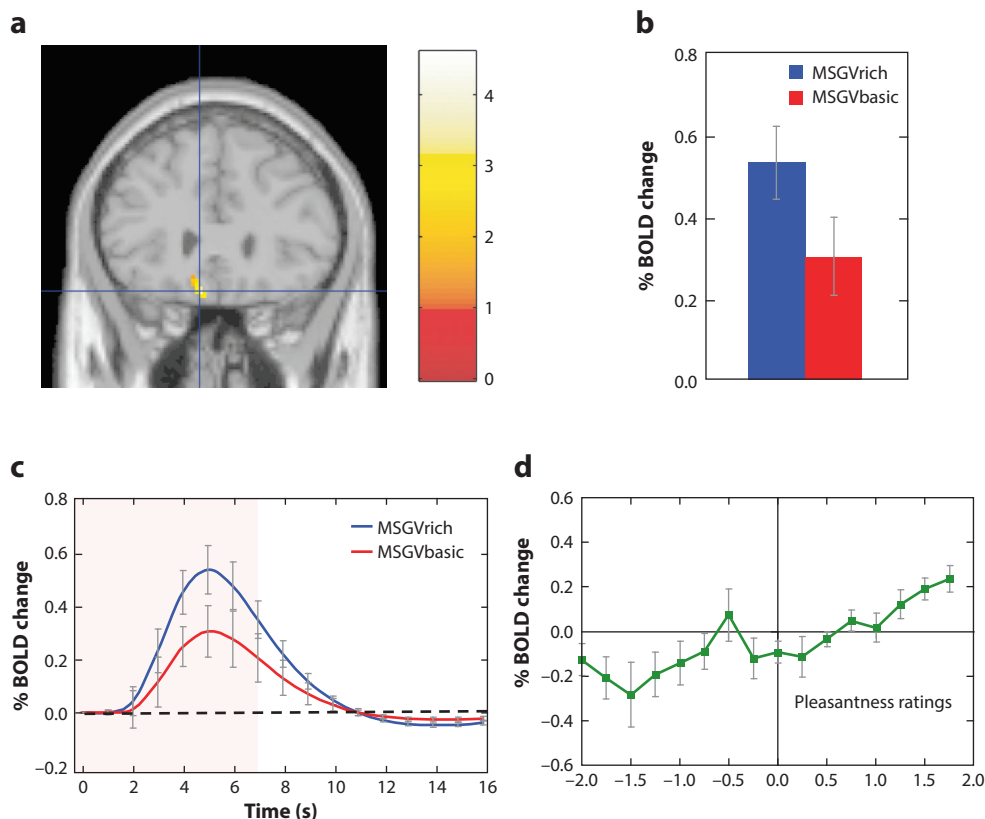 a
4
3
2
1
0
b
% BOLD change
0.8
0.6
0.4
0.2
0.0
MSGVrich
MSGVbasic
c
% BOLD change
0.8
0.6
0.4
0.2
0.0
–0.2
MSGVrich
MSGVbasic
0 2 4 6 8 10 12 14 16
Time (s)
d
% BOLD change
0.6
0.4
0.2
0.0
–0.2
–0.4
–0.6
Pleasantness ratings
–2.0 –1.5 –1.0 –0.5 0.0 0.5 1.0 1.5 2.0